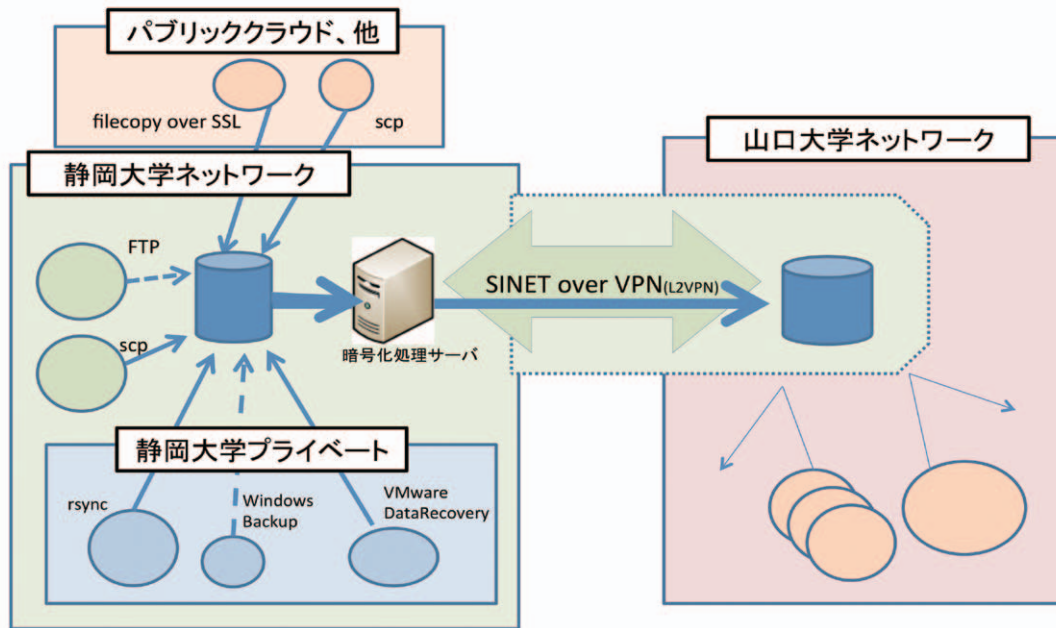 パブリッククラウド、他
filecopy over SSL
scp
山口大学ネットワーク
静岡大学ネットワーク
FTP
SINET over VPN(L2VPN)
scp
暗号化処理サーバ
静岡大学プライベート
rsync
Windows
Backup
VMware
DataRecovery